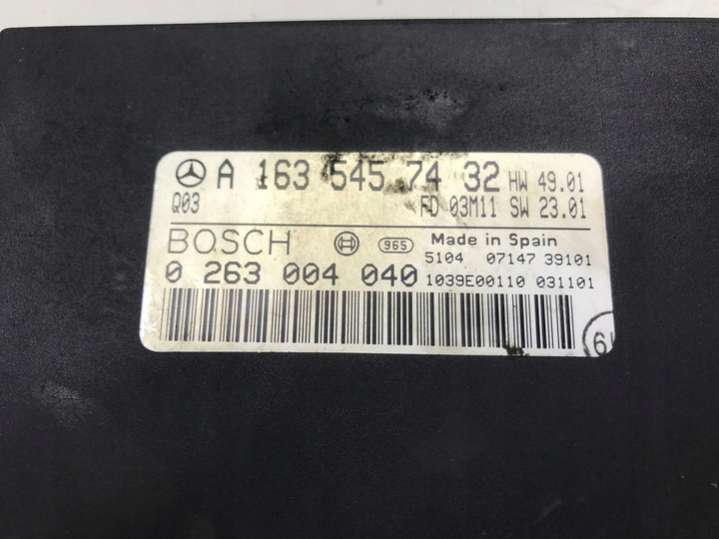 A 163 545 74 32 HW 49.01
Q03 FD 03M11 SW 23.01
BOSCH 965 Made in Spain
5104 07147 39101
0 263 004 040 1039E00110 031101